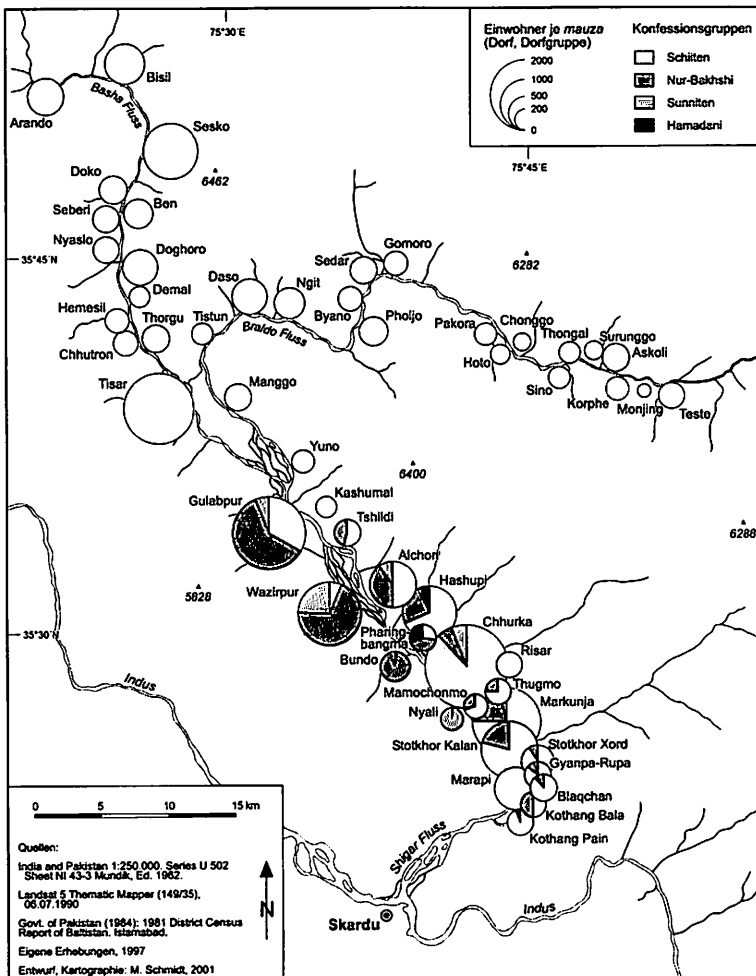 75°30´E
Einwohner je mauza
(Dorf, Dorfgruppe)
2000
1000
500
200
0
Konfessionsgruppen
Schiiten
Nur-Bakhshi
Sunniten
Hamadani
75°45´E
Bisil
Arando
Basha Fluss
Sesko
6462
Doko
Seberi
Ben
Nyaslo
35°45´N
Doghoro
Demal
Hemesil
Thorgu
Chhutron
Tisar
Tistun
Daso
Ngit
Braldo Fluss
Sedar
Gomoro
Byano
Pholjo
6282
Pakora
Chonggo
Hoto
Thongal
Surunggo
Askoli
Sino
Korphe
Monjing
Testo
Manggo
Yuno
6400
6288
Kashumal
Gulabpur
Tshildi
5828
Wazirpur
Alchori
Hashupi
35°30´N
Pharing-
bangma
Bundo
Chhurka
Risar
Mamochonmo
Thugmo
Nyali
Markunja
Stotkhor Kalan
Stotkhor Xord
Gyanpa-Rupa
Marapi
Blaqchan
Kothang Bala
Kothang Pain
Indus
Shigar Fluss
Skardu
Indus
0 5 10 15 km
N
Quellen:
India and Pakistan 1:250.000. Series U 502
Sheet NI 43-3 Mundik, Ed. 1962.
Landsat 5 Thematic Mapper (149/35),
06.07.1990
Govt. of Pakistan (1984): 1981 District Census
Report of Baltistan. Islamabad.
Eigene Erhebungen, 1997
Entwurf, Kartographie: M. Schmidt, 2001